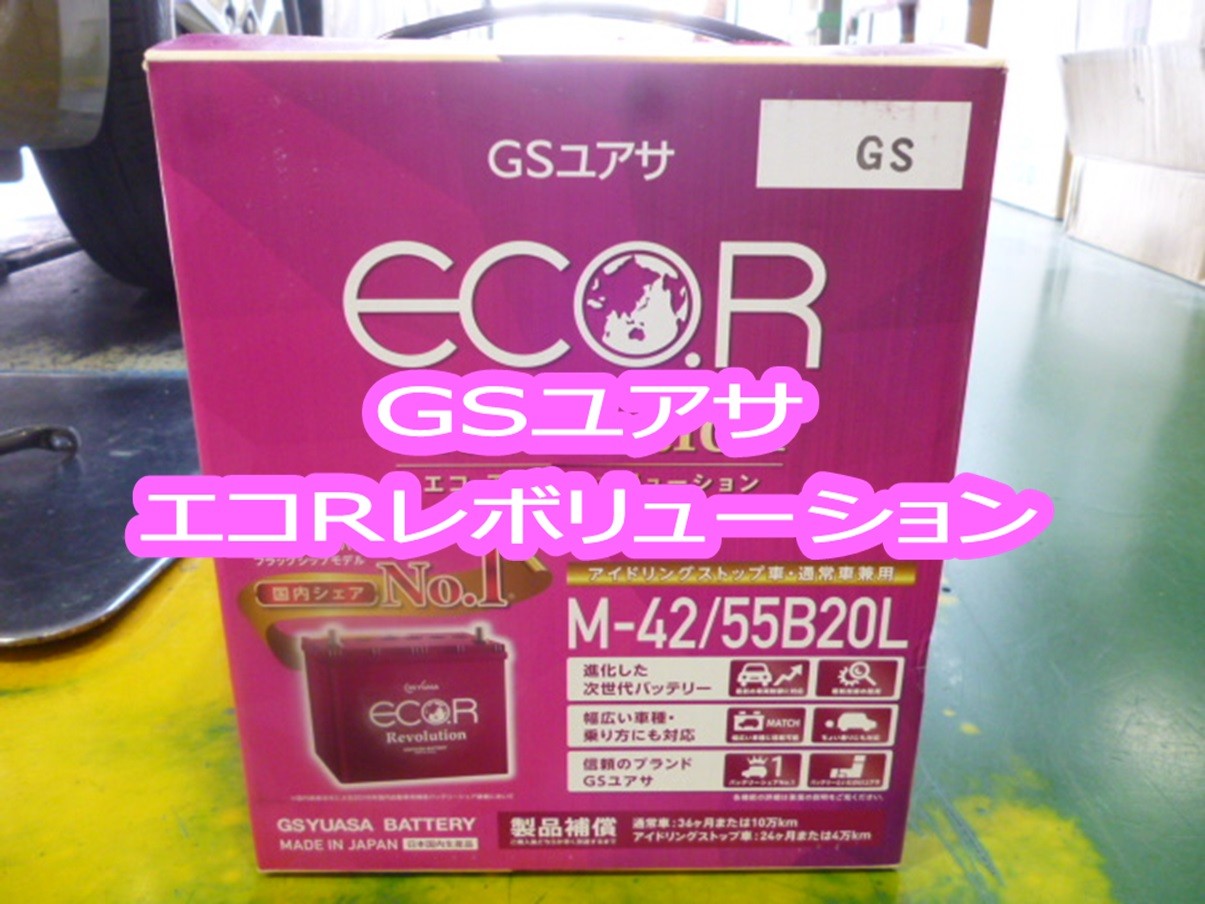 GSユアサ
GS
ECO.R
GSユアサ
エコRレボリューション
国内シェア
No.1
アイドリングストップ車・通常車兼用
M-42/55B20L
進化した
次世代バッテリー
幅広い車種・
乗り方にも対応
MATCH
信頼のブランド
GSユアサ
1
GSYUASA
ECO.R
Revolution
GSYUASA BATTERY
MADE IN JAPAN 日本国内生産品
製品補償
通常車:36ヶ月または10万km
アイドリングストップ車:24ヶ月または4万km